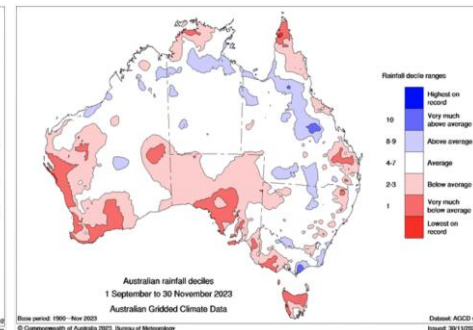 Rainfall decile ranges
Highest on
record
10
Very much
above average
8-9
Above average
4-7
Average
2-3
Below average
1
Very much
below average
Lowest on
record
Australian rainfall deciles
1 September to 30 November 2023
Australian Gridded Climate Data
Base period: 1900—Nov 2023
Dataset: AGCD
© Commonwealth of Australia 2023, Bureau of Meteorology
Issued: 30/11/202